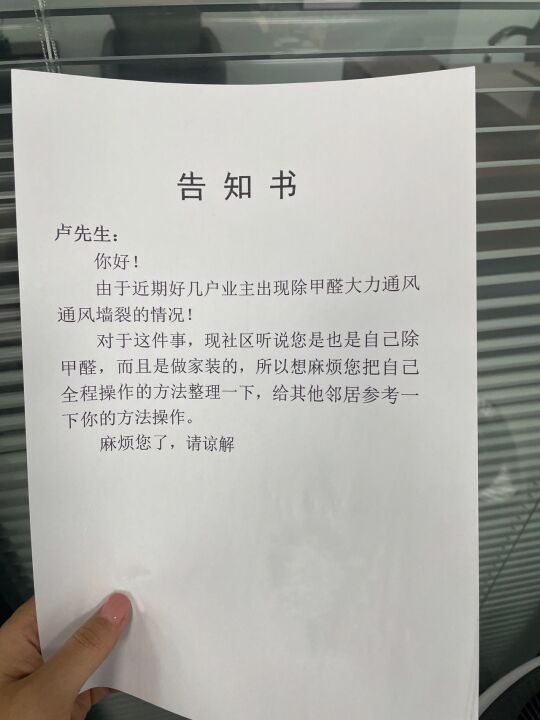 告知书
卢先生：
你好！
由于近期好几户业主出现除甲醛大力通风
通风墙裂的情况！
对于这件事，现社区听说您是也是自己除
甲醛，而且是做家装的，所以想麻烦您把自己
全程操作的方法整理一下，给其他邻居参考一
下你的方法操作。
麻烦您了，请谅解